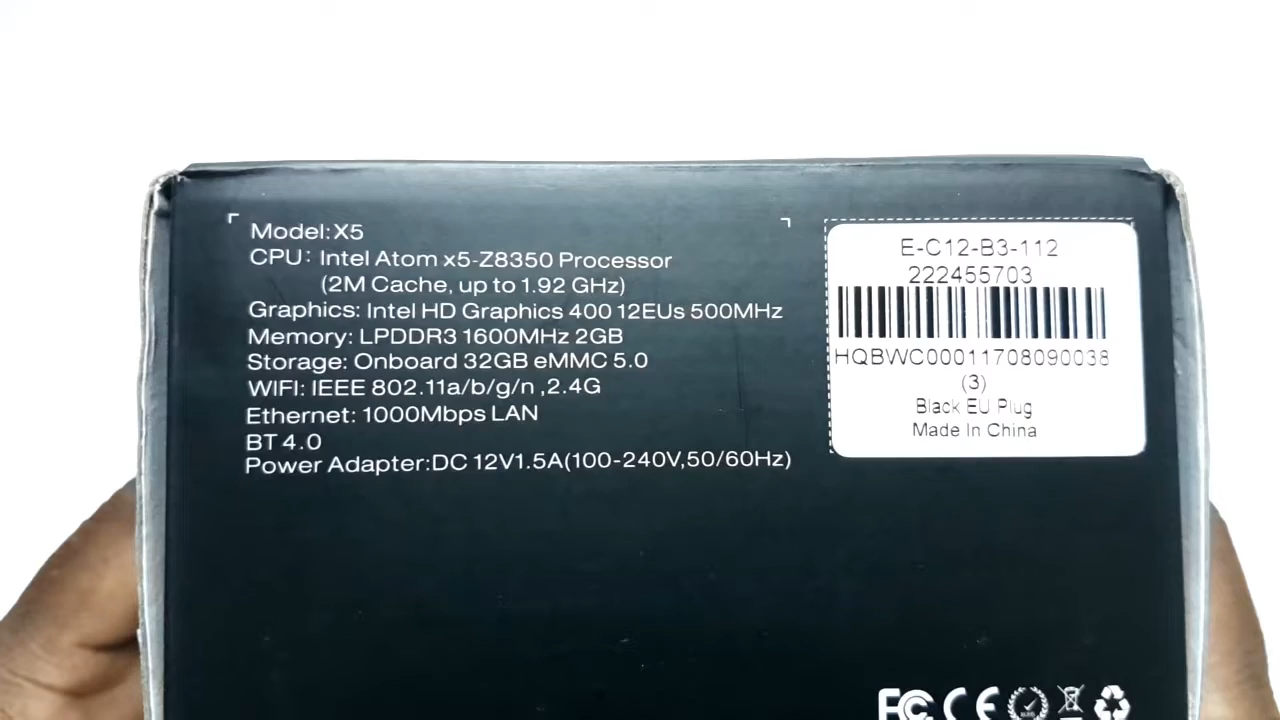 Model:X5
CPU: Intel Atom x5-Z8350 Processor
(2M Cache, up to 1.92 GHz)
Graphics: Intel HD Graphics 400 12EUs 500MHz
Memory: LPDDR3 1600MHz 2GB
Storage: Onboard 32GB eMMC 5.0
WIFI: IEEE 802.11a/b/g/n ,2.4G
Ethernet: 1000Mbps LAN
BT 4.0
Power Adapter:DC 12V1.5A(100-240V,50/60Hz)
E-C12-B3-112
222455703
HQBWC00011708090038
(3)
Black EU Plug
Made In China
FC CE